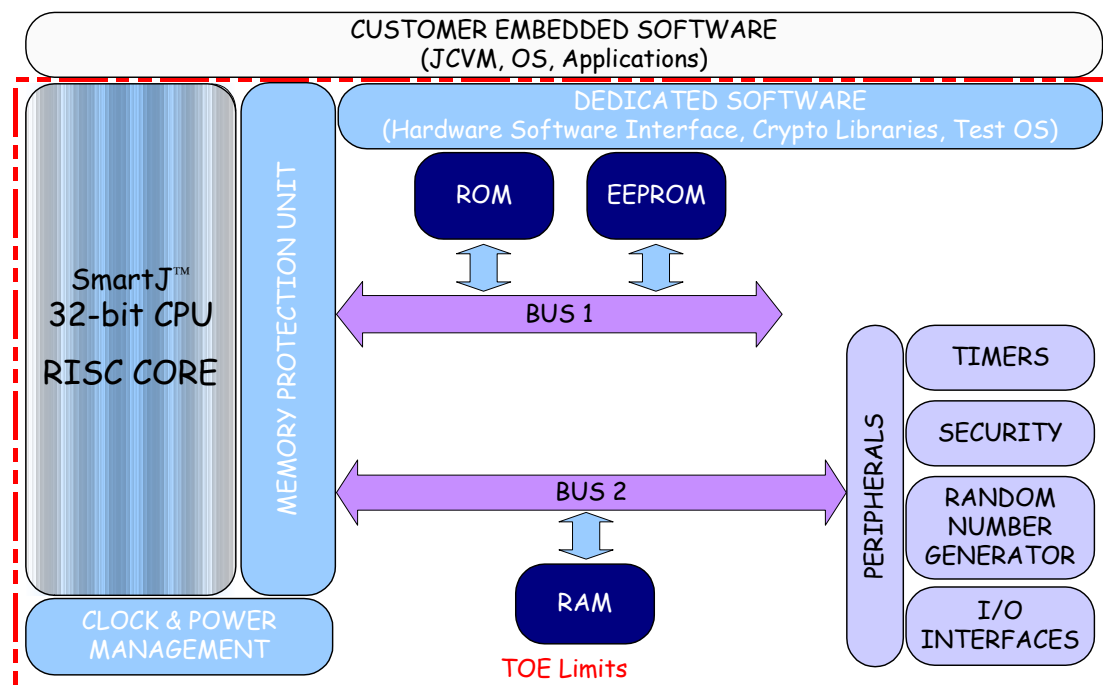 CUSTOMER EMBEDDED SOFTWARE
(JCVM, OS, Applications)
DEDICATED SOFTWARE
(Hardware Software Interface, Crypto Libraries, Test OS)
SmartJ™
32-bit CPU
RISC CORE
MEMORY PROTECTION UNIT
ROM
EEPROM
BUS 1
BUS 2
RAM
PERIPHERALS
TIMERS
SECURITY
RANDOM
NUMBER
GENERATOR
I/O
INTERFACES
CLOCK & POWER
MANAGEMENT
TOE Limits